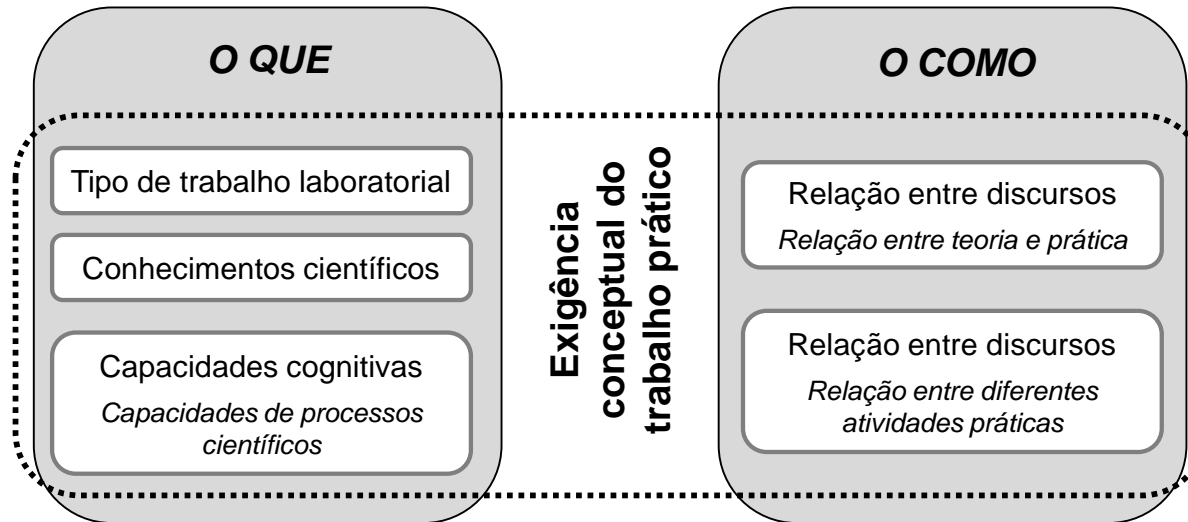 O QUE
Tipo de trabalho laboratorial
Conhecimentos científicos
Capacidades cognitivas
Capacidades de processos
científicos
Exigência
conceptual do
trabalho prático
O COMO
Relação entre discursos
Relação entre teoria e prática
Relação entre discursos
Relação entre diferentes
atividades práticas